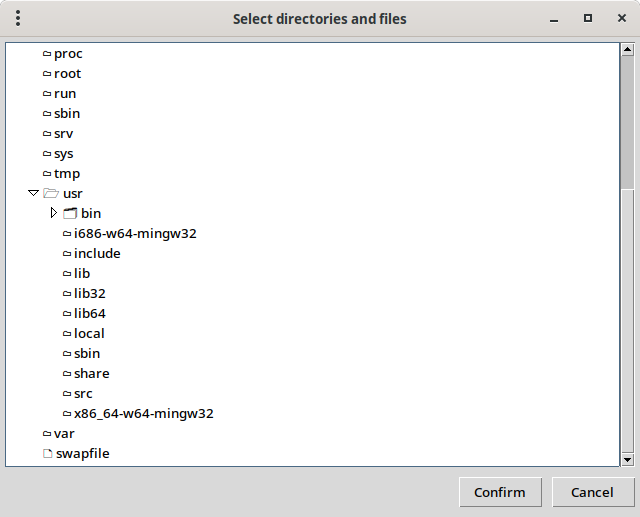 Select directories and files
proc
root
run
sbin
srv
sys
tmp
usr
bin
i686-w64-mingw32
include
lib
lib32
lib64
local
sbin
share
src
x86_64-w64-mingw32
var
swapfile
Confirm Cancel